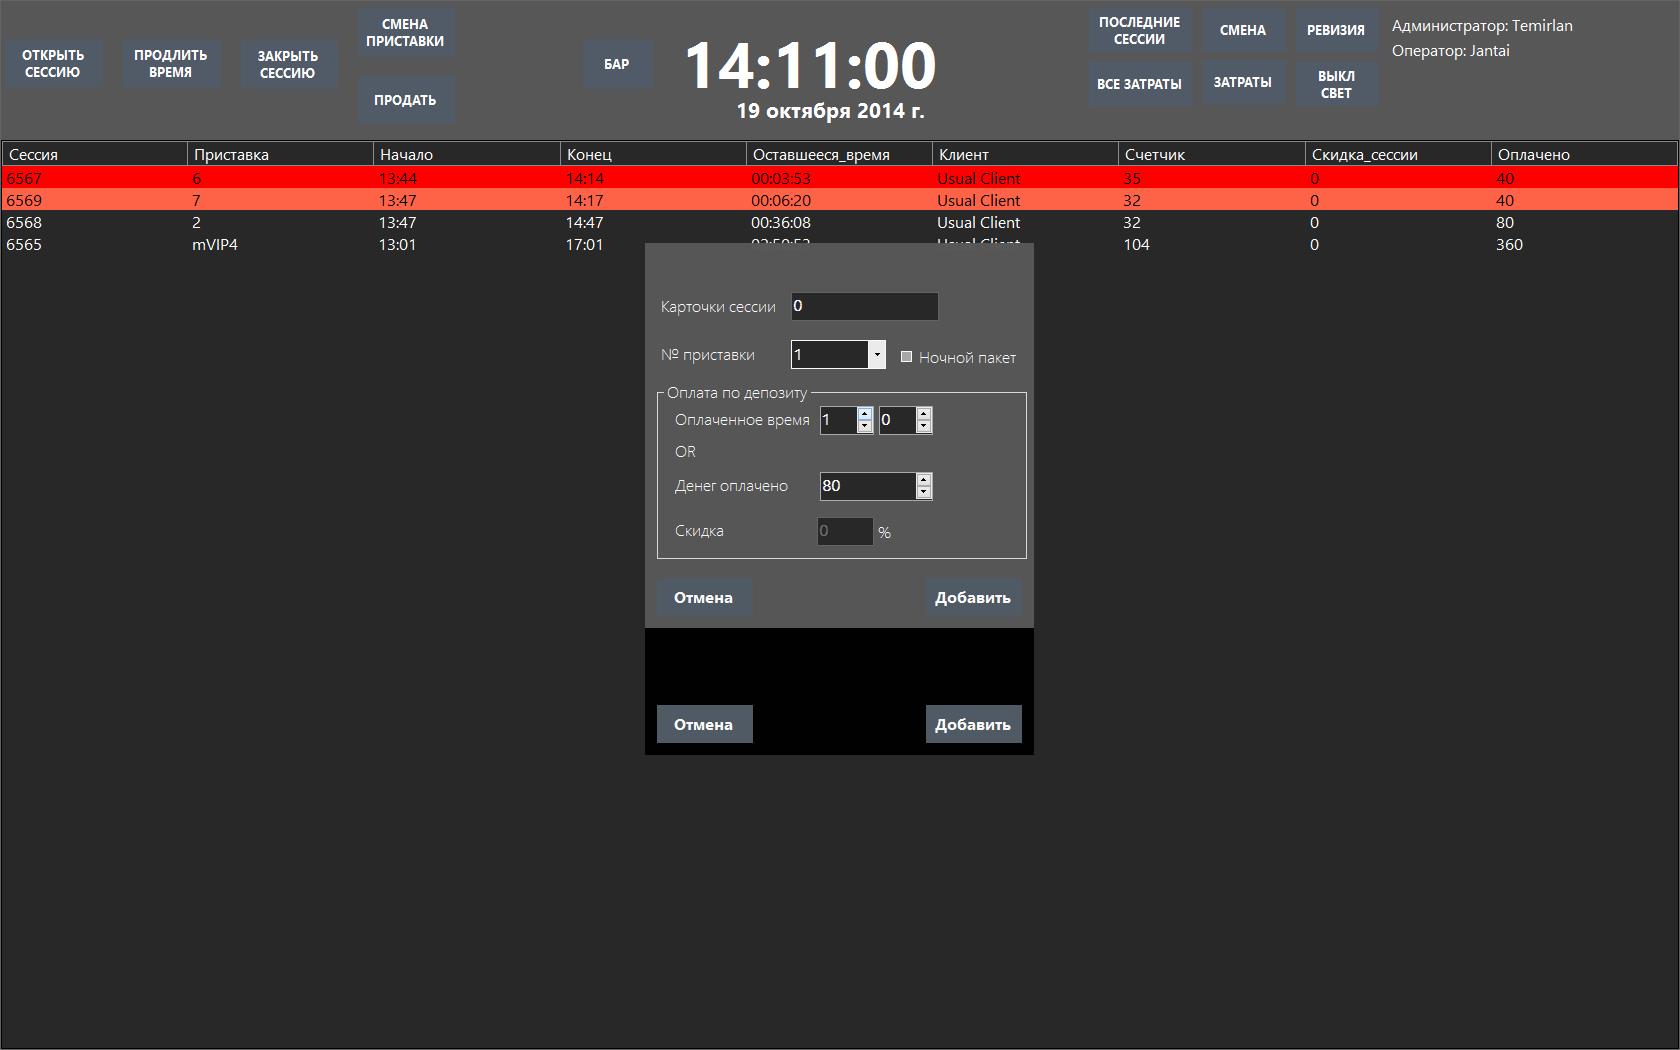 ОТКРЫТЬ
СЕССИЮ
ПРОДЛИТЬ
ВРЕМЯ
ЗАКРЫТЬ
СЕССИЮ
СМЕНА
ПРИСТАВКИ
ПРОДАТЬ
БАР
14:11:00
19 октября 2014 г.
ПОСЛЕДНИЕ
СЕССИИ
СМЕНА
РЕВИЗИЯ
ВСЕ ЗАТРАТЫ
ЗАТРАТЫ
ВЫКЛ
СВЕТ
Администратор: Temirlan
Оператор: Jantai
Сессия Приставка Начало Конец Оставшееся_время Клиент Счетчик Скидка_сессии Оплачено
6567 6 13:44 14:14 00:03:53 Usual Client 35 0 40
6569 7 13:47 14:17 00:06:20 Usual Client 32 0 40
6568 2 13:47 14:47 00:36:08 Usual Client 32 0 80
6565 mVIP4 13:01 17:01 Usual Client 104 0 360
Карточки сессии 0
№ приставки 1 Ночной пакет
Оплата по депозиту
Оплаченное время 1 0
OR
Денег оплачено 80
Скидка 0 %
Отмена Добавить
Отмена Добавить